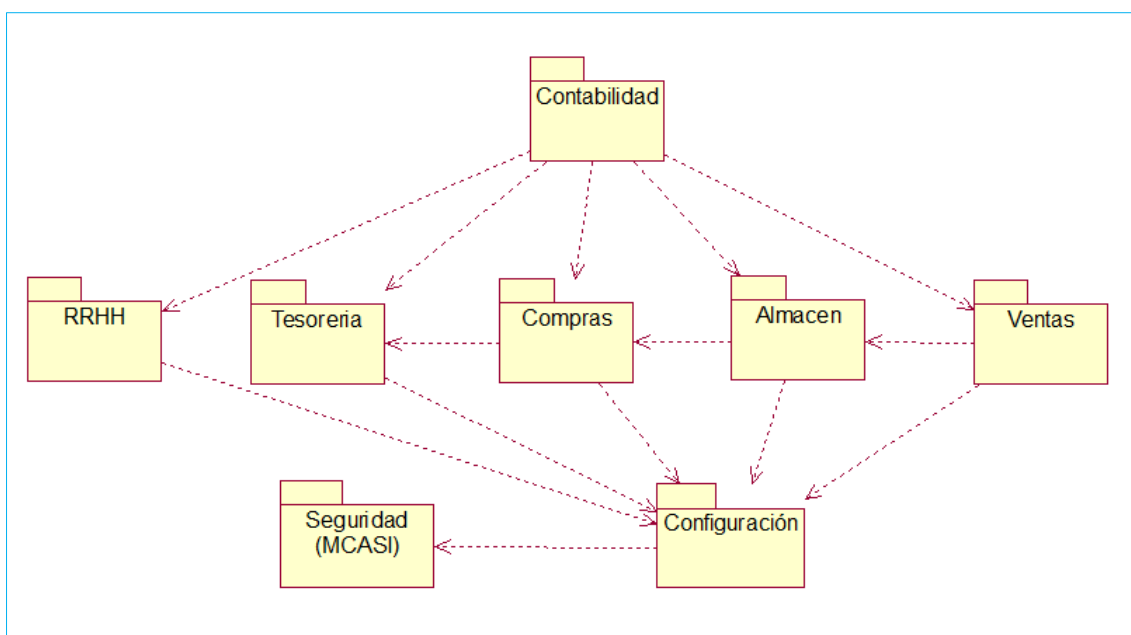 Contabilidad
RRHH
Tesoreria
Compras
Almacen
Ventas
Seguridad
(MCASI)
Configuración